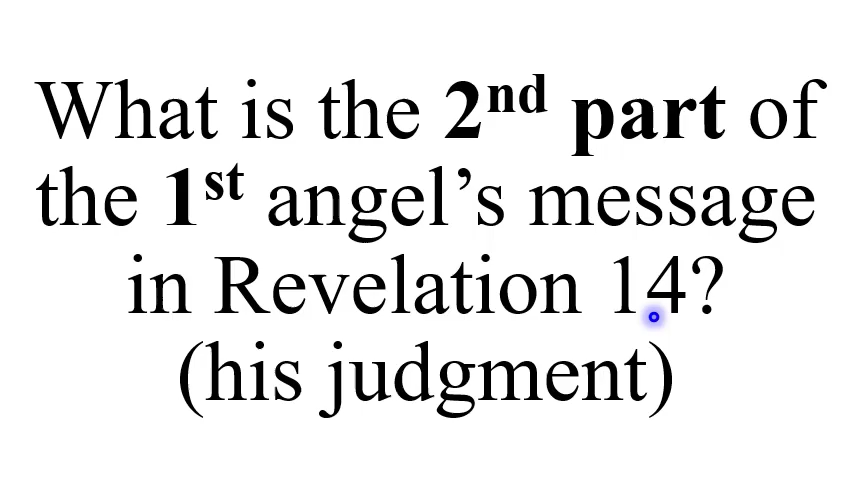 What is the 2nd part of
the 1st angel’s message
in Revelation 14?
(his judgment)